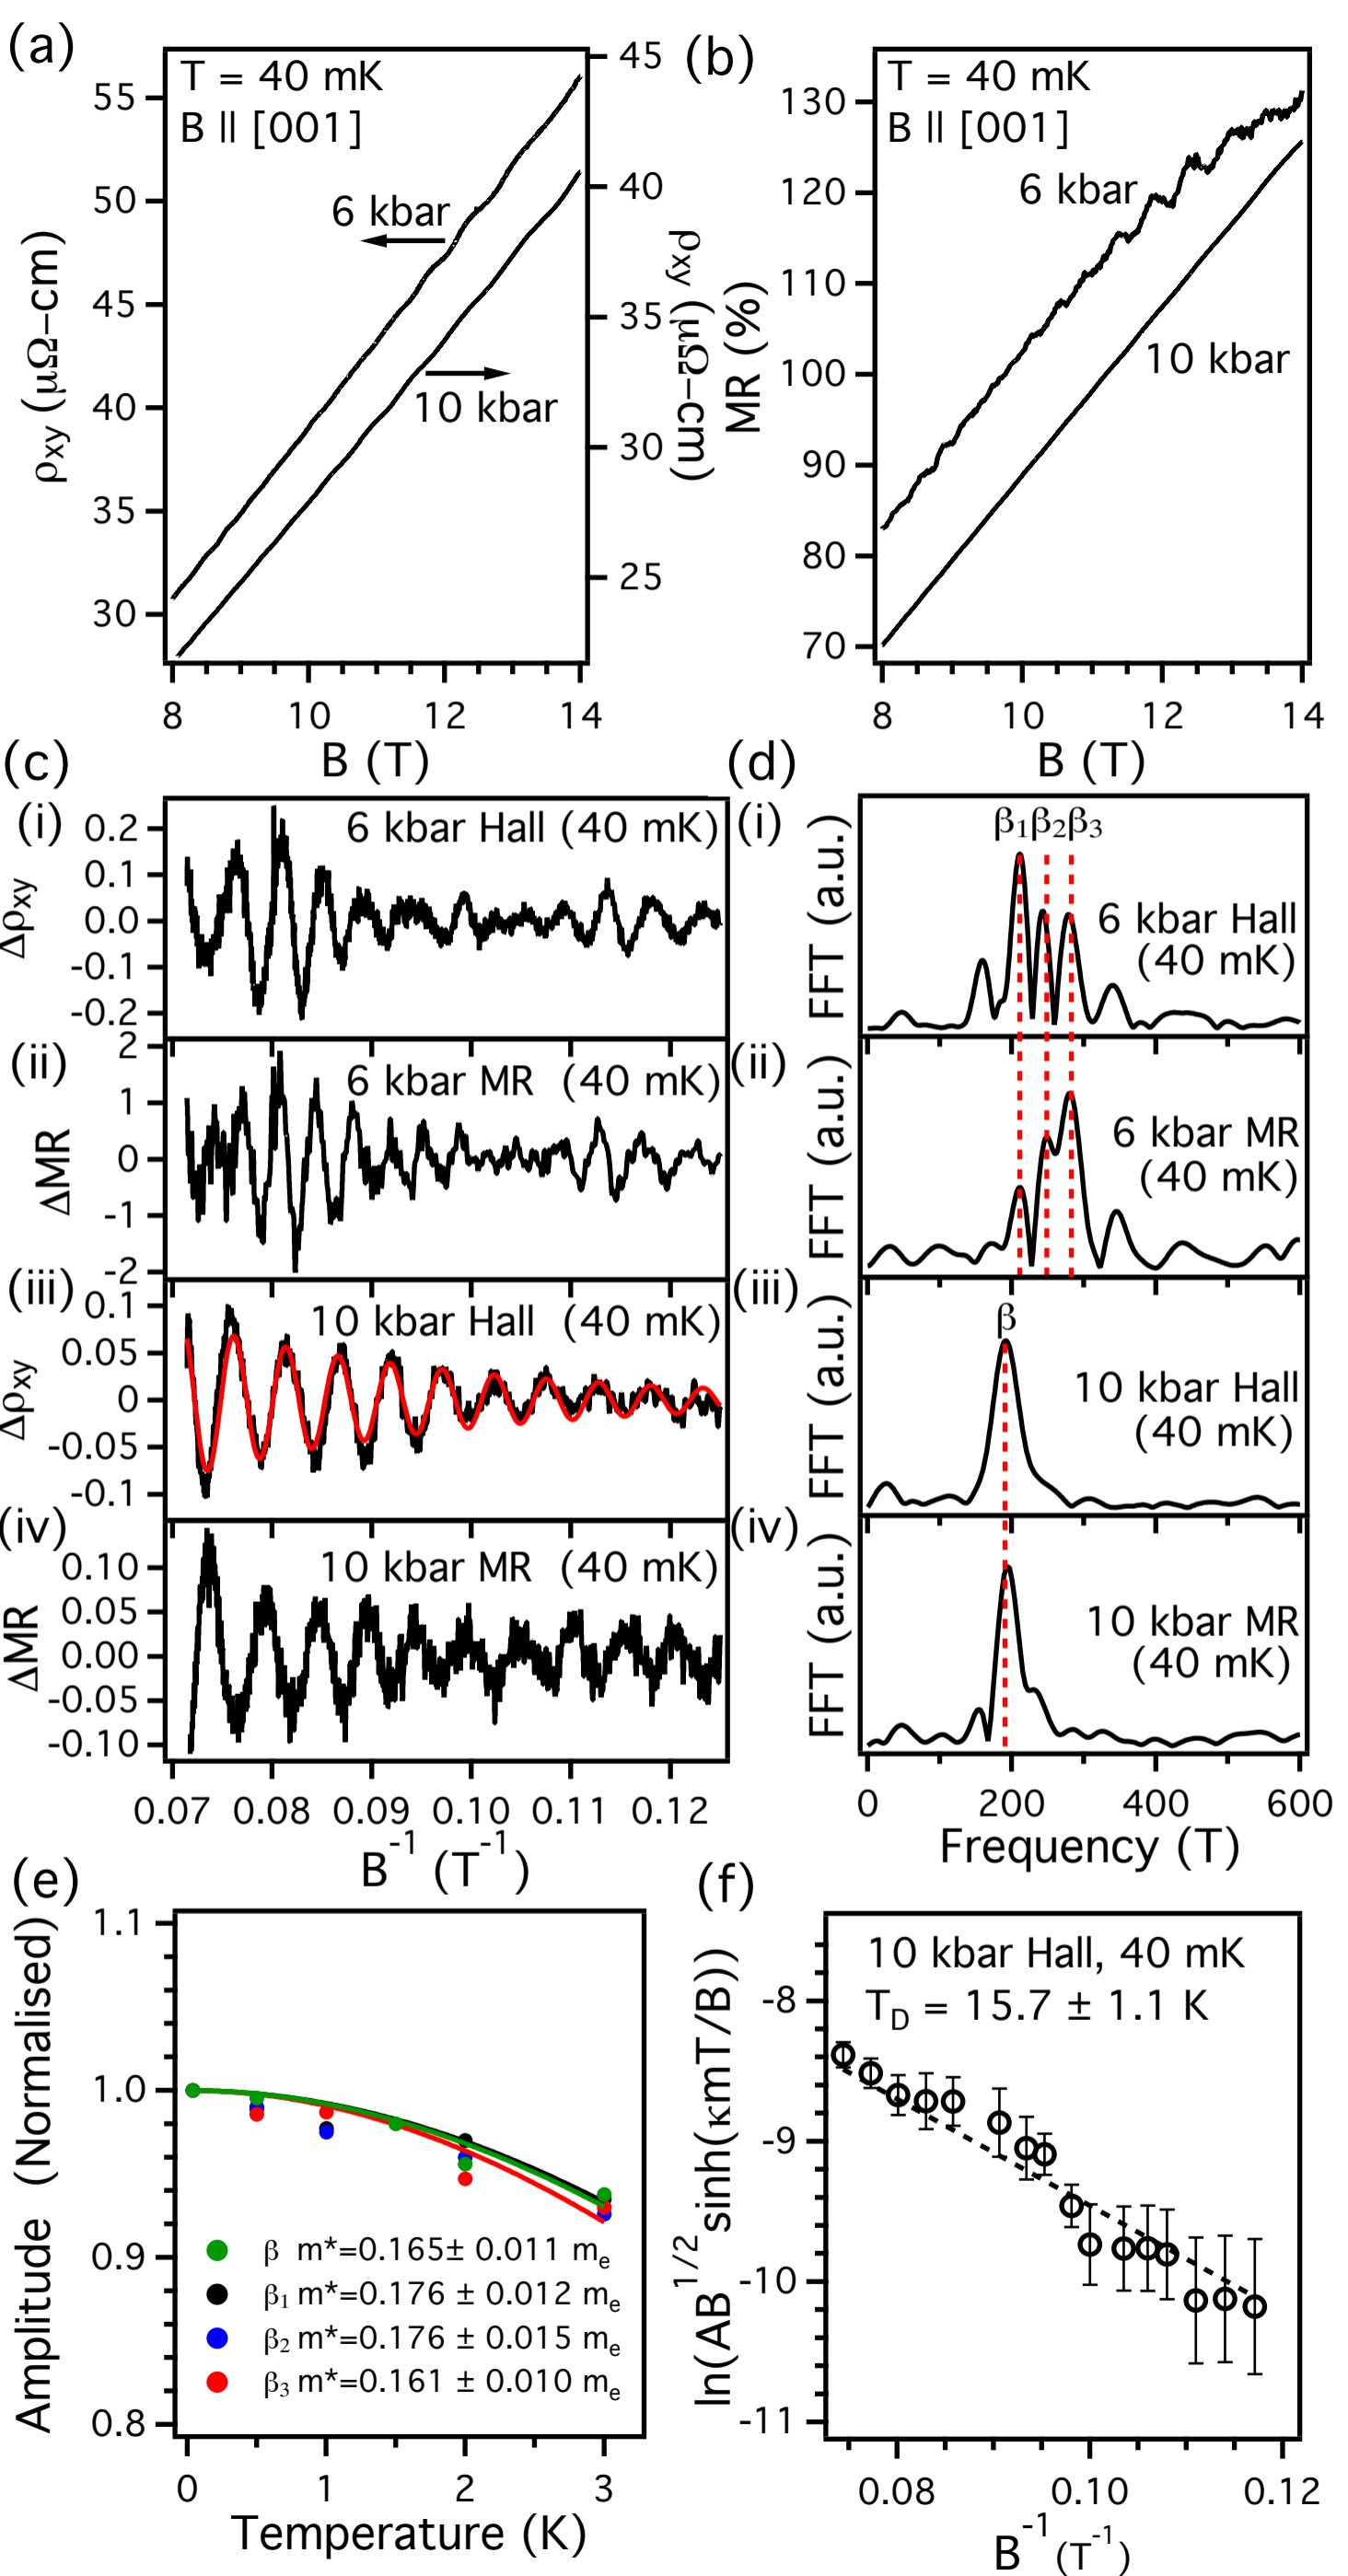 (a)
T = 40 mK
B || [001]
6 kbar
10 kbar
55
50
45
40
35
30
ρxy (μΩ–cm)
45
40
35
30
25
ρxy (μΩ–cm)
8 10 12 14
B (T)
(b)
T = 40 mK
B || [001]
6 kbar
10 kbar
130
120
110
100
90
80
70
MR (%)
8 10 12 14
B (T)
(c)
(i)
6 kbar Hall (40 mK)
0.2
0.1
0.0
-0.1
-0.2
Δρxy
(ii)
6 kbar MR (40 mK)
2
1
0
-1
-2
ΔMR
(iii)
10 kbar Hall (40 mK)
0.1
0.05
0
-0.05
-0.1
Δρxy
(iv)
10 kbar MR (40 mK)
0.10
0.05
0.00
-0.05
-0.10
ΔMR
0.07 0.08 0.09 0.10 0.11 0.12
B⁻¹ (T⁻¹)
(d)
(i)
β1 β2 β3
6 kbar Hall
(40 mK)
FFT (a.u.)
(ii)
6 kbar MR
(40 mK)
FFT (a.u.)
(iii)
β
10 kbar Hall
(40 mK)
FFT (a.u.)
(iv)
10 kbar MR
(40 mK)
FFT (a.u.)
0 200 400 600
Frequency (T)
(e)
1.1
1.0
0.9
0.8
Amplitude (Normalised)
β m*=0.165± 0.011 me
β1 m*=0.176 ± 0.012 me
β2 m*=0.176 ± 0.015 me
β3 m*=0.161 ± 0.010 me
0 1 2 3
Temperature (K)
(f)
10 kbar Hall, 40 mK
TD = 15.7 ± 1.1 K
-8
-9
-10
-11
ln(AB^1/2 sinh(κmT/B))
0.08 0.10 0.12
B⁻¹ (T⁻¹)